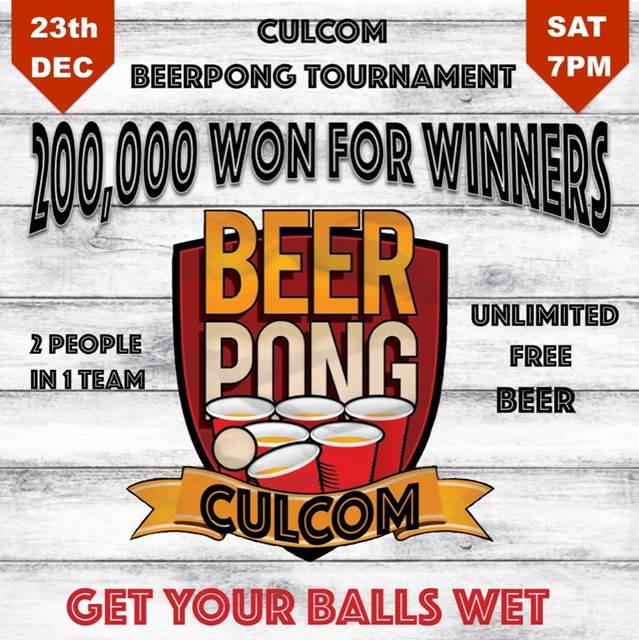 23th
DEC
CULCOM
BEERPONG TOURNAMENT
SAT
7PM
200,000 WON FOR WINNERS
BEER
PONG
2 PEOPLE
IN 1 TEAM
UNLIMITED
FREE
BEER
CULCOM
GET YOUR BALLS WET